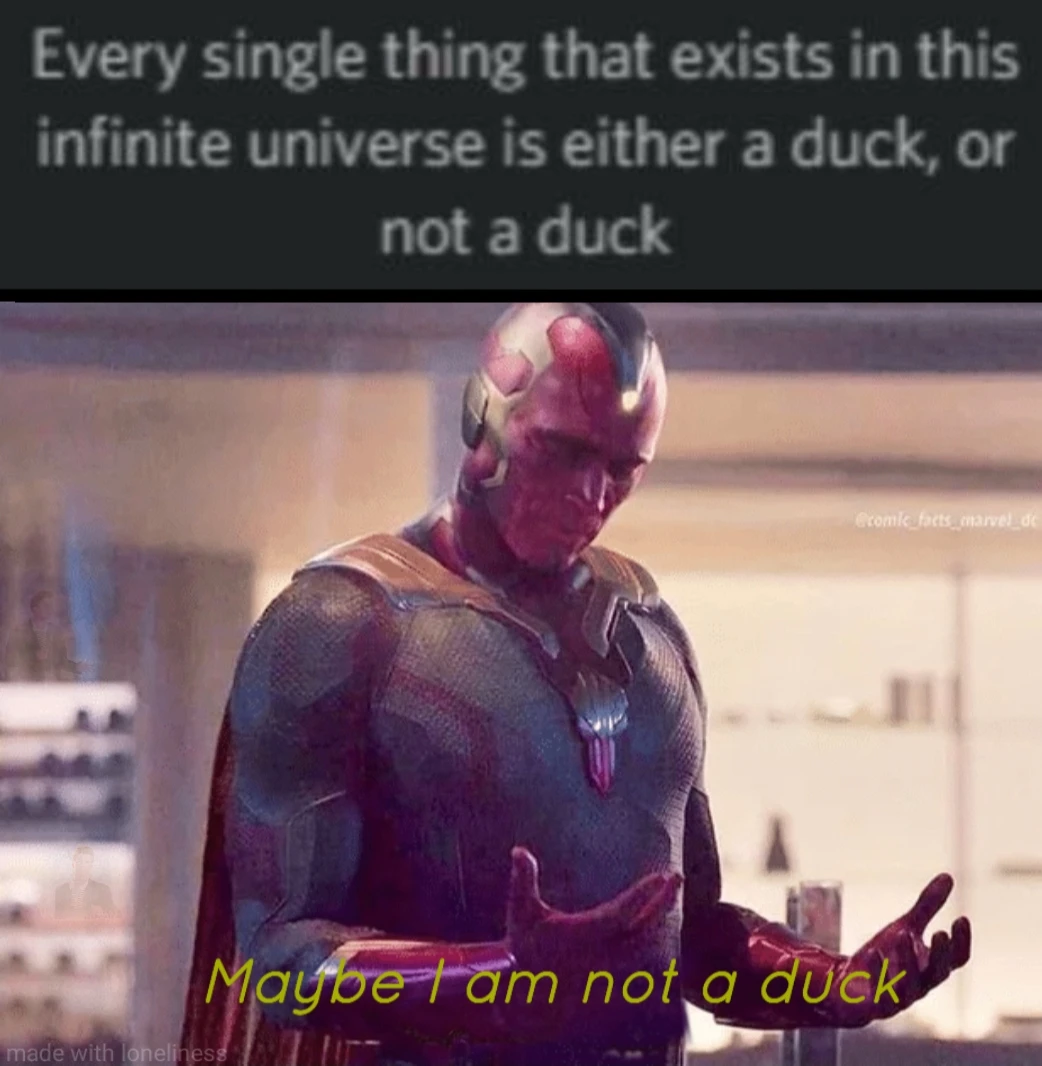 Every single thing that exists in this
infinite universe is either a duck, or
not a duck
@comic_facts_marvel_dc
Maybe I am not a duck
made with loneliness